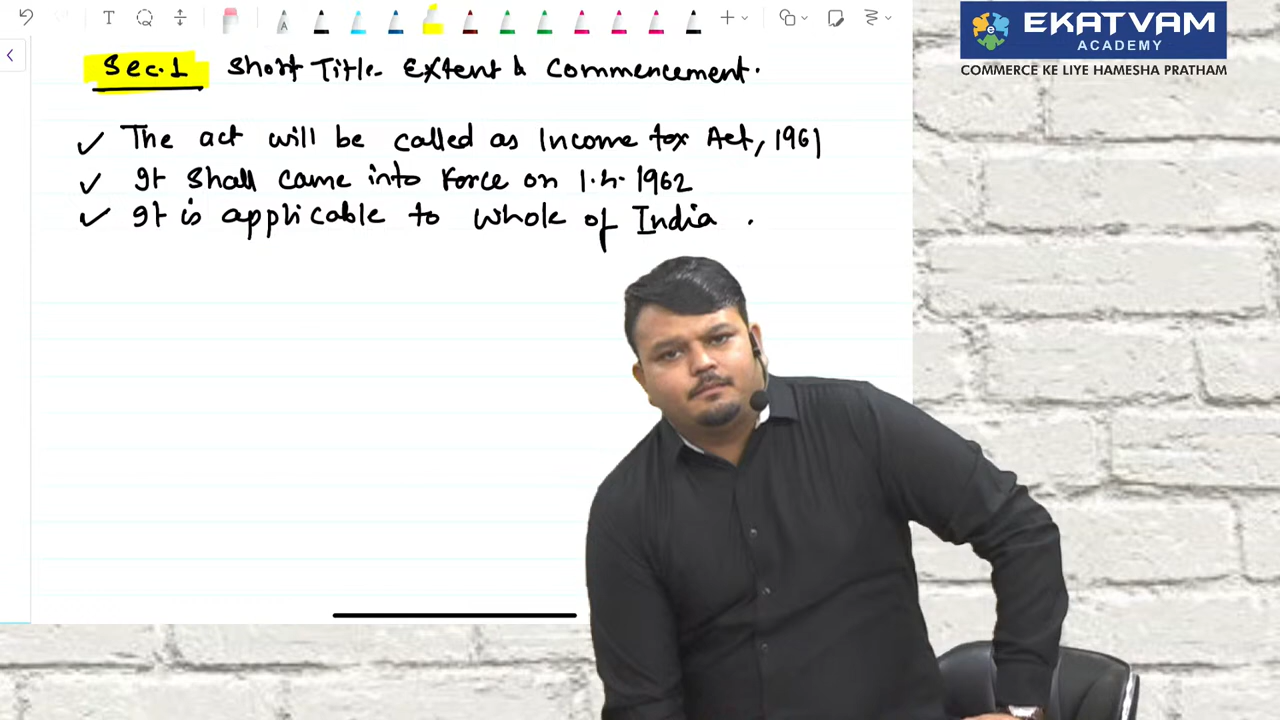 EKATVAM
ACADEMY
COMMERCE KE LIYE HAMESHA PRATHAM
Sec.1 Short Title. Extent & Commencement.
✓ The act will be called as Income tax Act, 1961
✓ It shall came into Force on 1.4.1962
✓ It is applicable to whole of India.